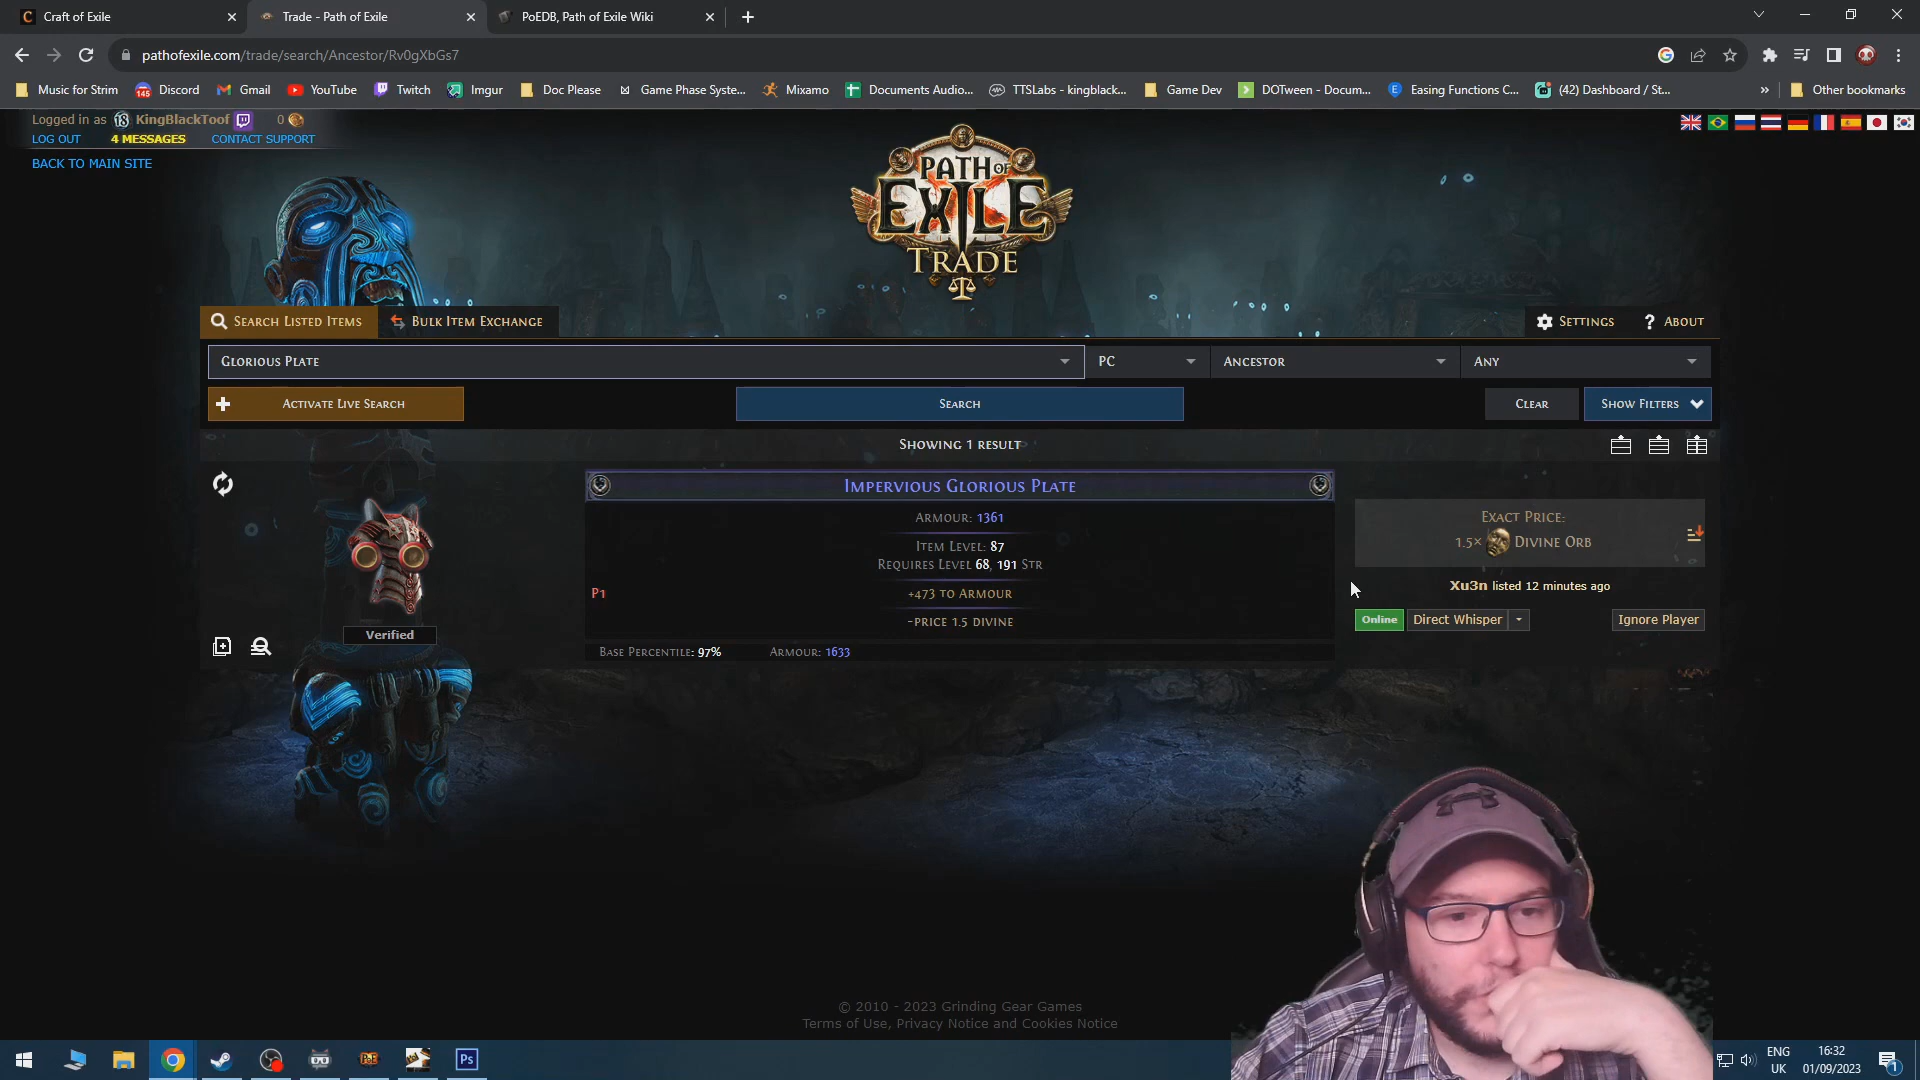 Craft of Exile
Trade - Path of Exile
PoEDB, Path of Exile Wiki
pathofexile.com/trade/search/Ancestor/Rv0gXbGs7
Music for Strim
145
Discord
Gmail
YouTube
Twitch
Imgur
Doc Please
Game Phase Syste...
Mixamo
Documents Audio...
TTSLabs - kingblack...
Game Dev
DOTween - Docum...
Easing Functions C...
(42) Dashboard / St...
»
Other bookmarks
Logged in as
KingBlackToof
0
LOG OUT
4 MESSAGES
CONTACT SUPPORT
BACK TO MAIN SITE
PATH OF
EXILE
TRADE
SEARCH LISTED ITEMS
BULK ITEM EXCHANGE
SETTINGS
? ABOUT
GLORIOUS PLATE
PC
ANCESTOR
ANY
ACTIVATE LIVE SEARCH
SEARCH
CLEAR
SHOW FILTERS
SHOWING 1 RESULT
IMPERVIOUS GLORIOUS PLATE
ARMOUR: 1361
ITEM LEVEL: 87
REQUIRES LEVEL 68, 191 STR
P1
+473 TO ARMOUR
~PRICE 1.5 DIVINE
BASE PERCENTILE: 97%
ARMOUR: 1633
Verified
EXACT PRICE:
1.5× DIVINE ORB
Xu3n listed 12 minutes ago
Online
Direct Whisper
Ignore Player
© 2010 - 2023 Grinding Gear Games
Terms of Use, Privacy Notice and Cookies Notice
PoE
Ps
ENG
UK
16:32
01/09/2023
1